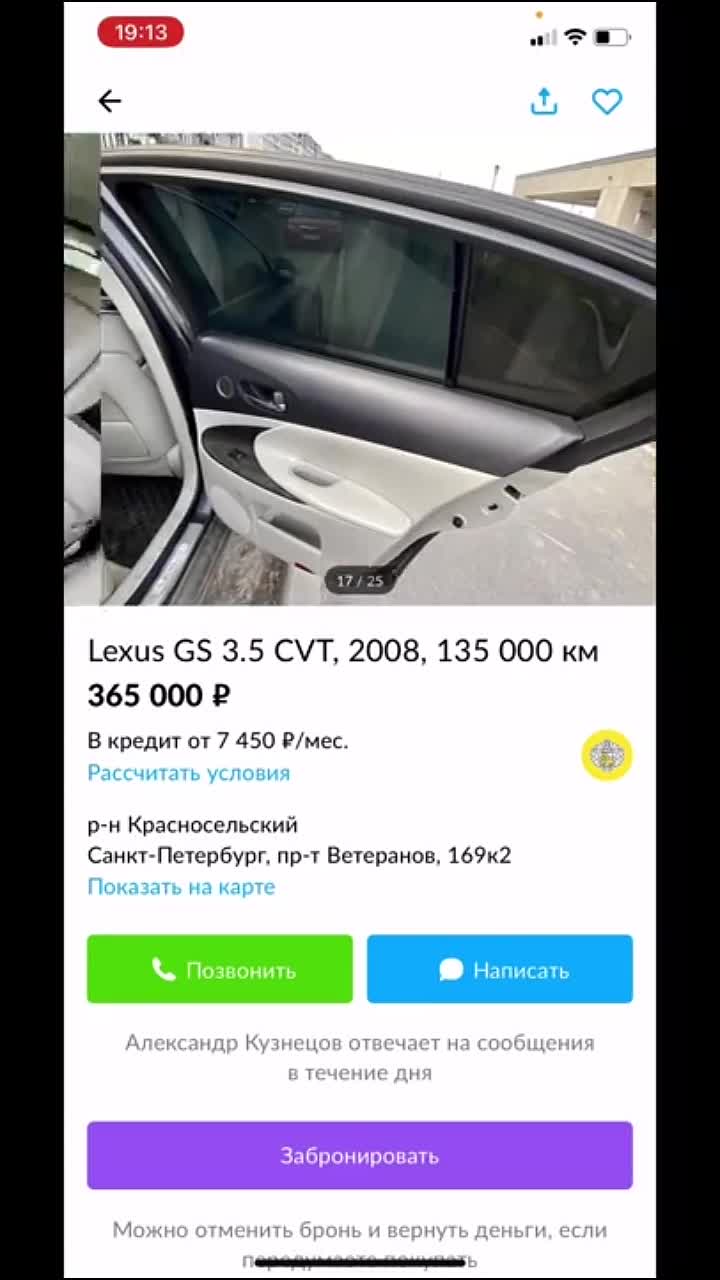 19:13
17 / 25
Lexus GS 3.5 CVT, 2008, 135 000 км
365 000 ₽
В кредит от 7 450 ₽/мес.
Рассчитать условия
р-н Красносельский
Санкт-Петербург, пр-т Ветеранов, 169к2
Показать на карте
Позвонить
Написать
Александр Кузнецов отвечает на сообщения
в течение дня
Забронировать
Можно отменить бронь и вернуть деньги, если
передумаете покупать